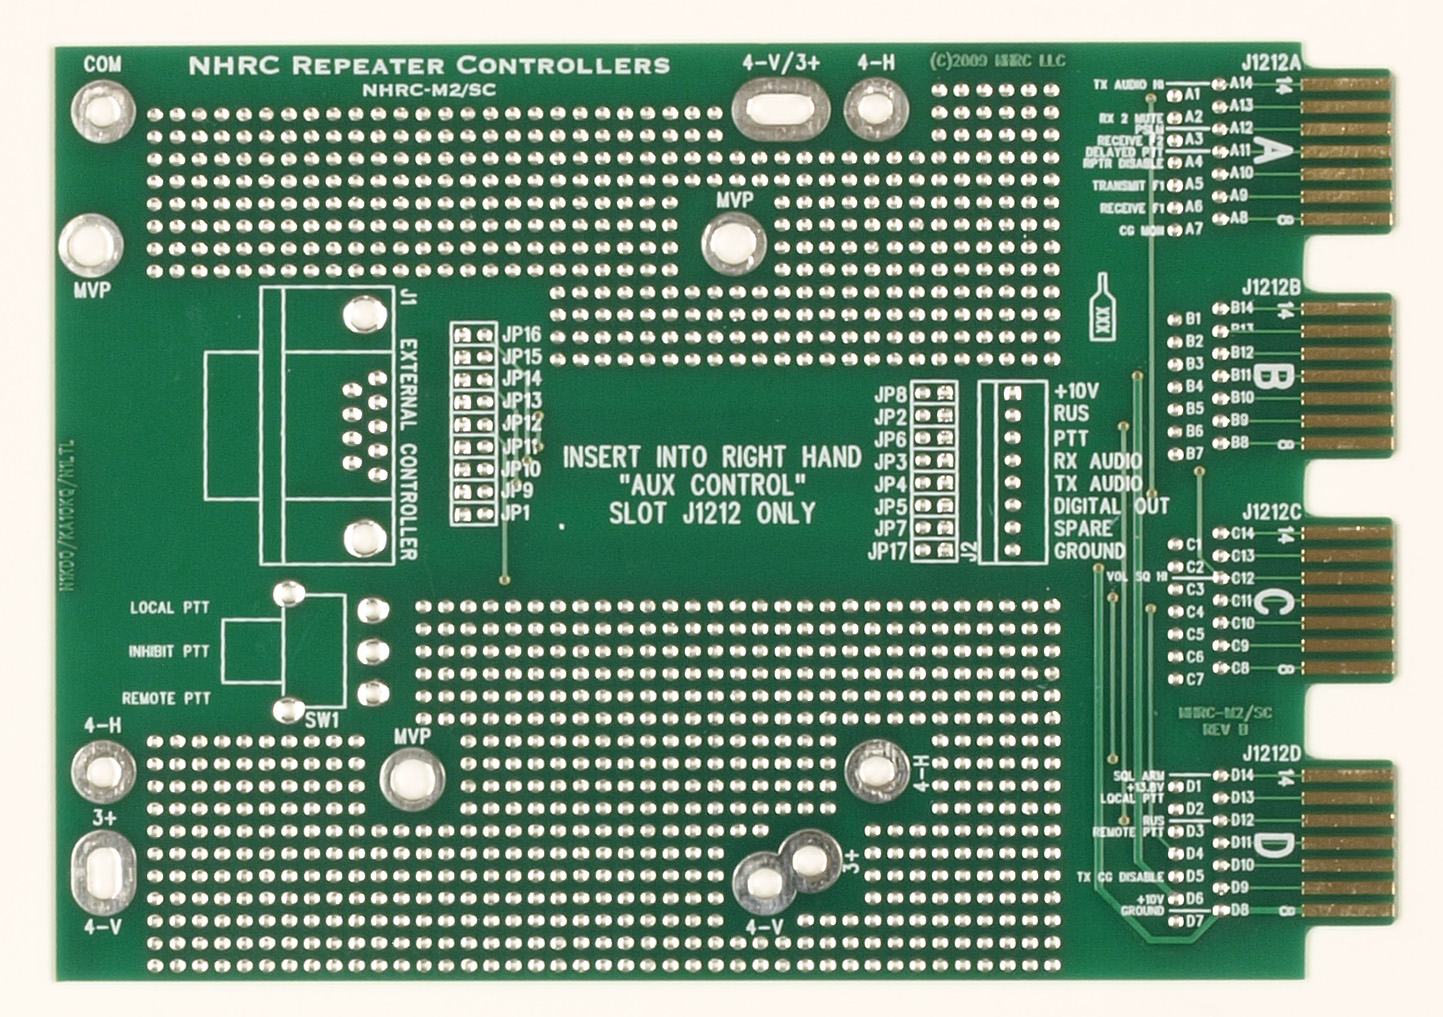 COM
NHRC REPEATER CONTROLLERS
NHRC-M2/SC
4-V/3+
4-H
(C)2009 NHRC LLC
J1212A
TX AUDIO HI
A14
14
A1
A13
RX 2 MUTE
A2
PSLM
A12
RECEIVE F2
A3
A
DELAYED PTT
A11
RPTR DISABLE
A4
A10
TRANSMIT F1
A5
A9
RECEIVE F1
A6
A8
8
CG MON
A7
MVP
MVP
J1
EXTERNAL CONTROLLER
XXX
J1212B
B14
14
B1
B13
B2
B12
B3
B11
B
B4
B10
B5
B9
B6
B8
8
B7
JP16
JP15
JP14
JP13
JP12
JP11
JP10
JP9
JP1
INSERT INTO RIGHT HAND
"AUX CONTROL"
SLOT J1212 ONLY
JP8
JP2
JP6
JP3
JP4
JP5
JP7
JP17
J2
+10V
RUS
PTT
RX AUDIO
TX AUDIO
DIGITAL OUT
SPARE
GROUND
N1KDO/KA1OKQ/N1LTL
J1212C
C14
14
C1
C13
C2
VOL SQ HI
C12
C3
C11
C
C4
C10
C5
C9
C6
C8
8
C7
LOCAL PTT
INHIBIT PTT
REMOTE PTT
SW1
NHRC-M2/SC
REV B
4-H
MVP
4-H
3+
4-V
3+
4-V
J1212D
SQL ARM
D14
14
+13.8V
D1
LOCAL PTT
D13
D2
RUS
D12
REMOTE PTT
D3
D11
D
D4
D10
TX CG DISABLE
D5
D9
+10V
D6
GROUND
D8
8
D7